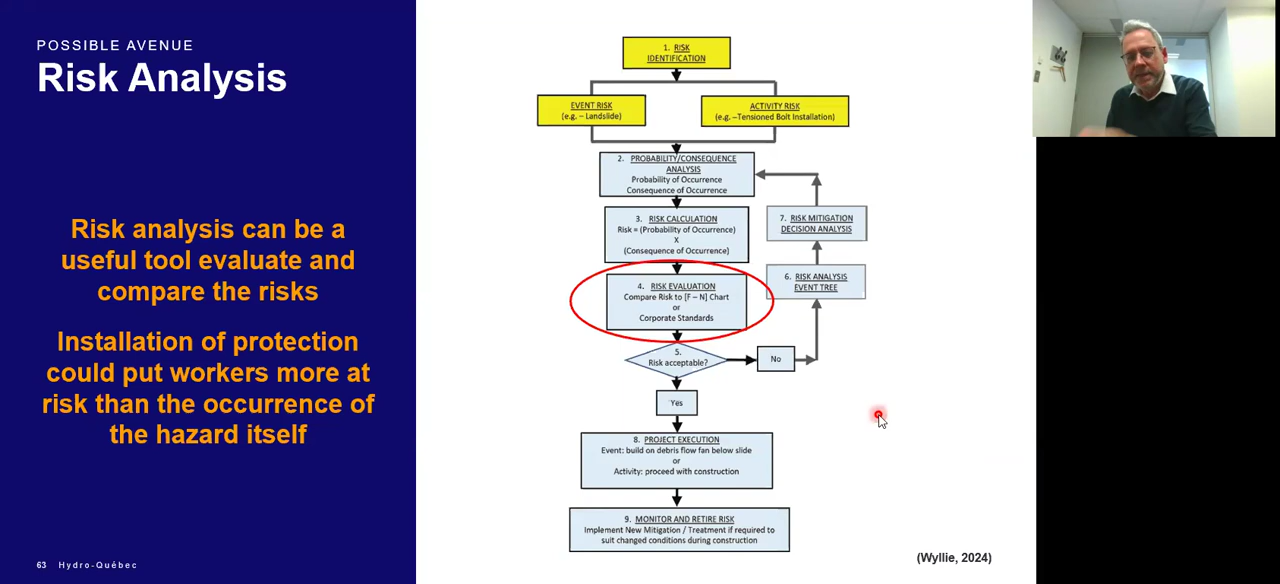 POSSIBLE AVENUE
Risk Analysis
Risk analysis can be a
useful tool evaluate and
compare the risks
Installation of protection
could put workers more at
risk than the occurrence of
the hazard itself
63 Hydro-Québec
1. RISK
IDENTIFICATION
EVENT RISK
(e.g. – Landslide)
ACTIVITY RISK
(e.g. –Tensioned Bolt Installation)
2. PROBABILITY/CONSEQUENCE
ANALYSIS
Probability of Occurrence
Consequence of Occurrence
3. RISK CALCULATION
Risk = (Probability of Occurrence)
X
(Consequence of Occurrence)
4. RISK EVALUATION
Compare Risk to [F – N] Chart
or
Corporate Standards
5.
Risk acceptable?
No
6. RISK ANALYSIS
EVENT TREE
7. RISK MITIGATION
DECISION ANALYSIS
Yes
8. PROJECT EXECUTION
Event: build on debris flow fan below slide
or
Activity: proceed with construction
9. MONITOR AND RETIRE RISK
Implement New Mitigation / Treatment if required to
suit changed conditions during construction
(Wyllie, 2024)